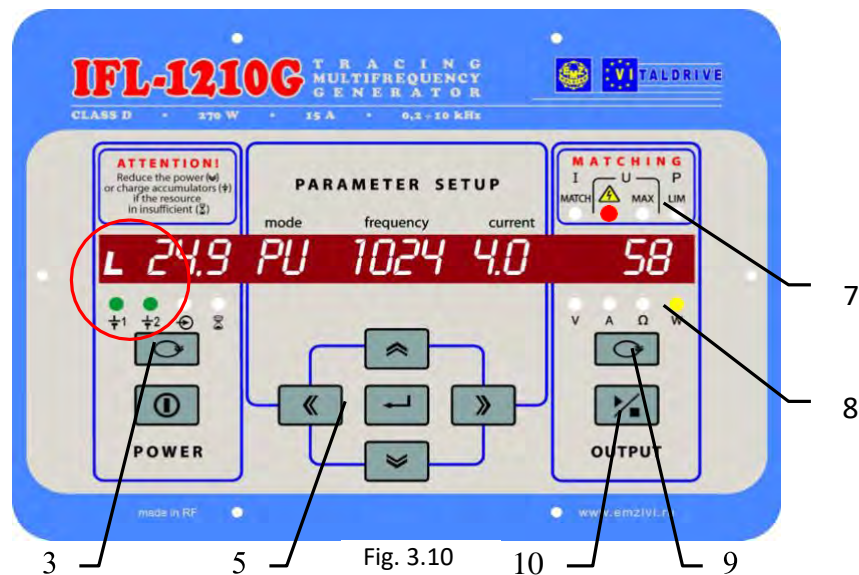 IFL-1210G
TRACING
MULTIFREQUENCY
GENERATOR
VITALDRIVE
CLASS D • 270 W • 15 A • 0,2÷10 kHz
ATTENTION!
Reduce the power (︾)
or charge accumulators (⏚)
if the resource
in insufficient (⧖)
PARAMETER SETUP
mode frequency current
MATCHING
I U P
MATCH MAX LIM
L 24.9 PU 1024 4.0 58
⏚1 ⏚2
V A Ω W
POWER
OUTPUT
made in RF
www.emzivi.r
7
8
3 5 Fig. 3.10 10 9